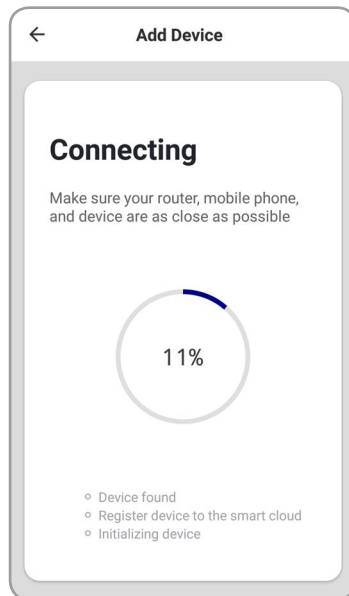 Add Device
Connecting
Make sure your router, mobile phone,
and device are as close as possible
11%
Device found
Register device to the smart cloud
Initializing device